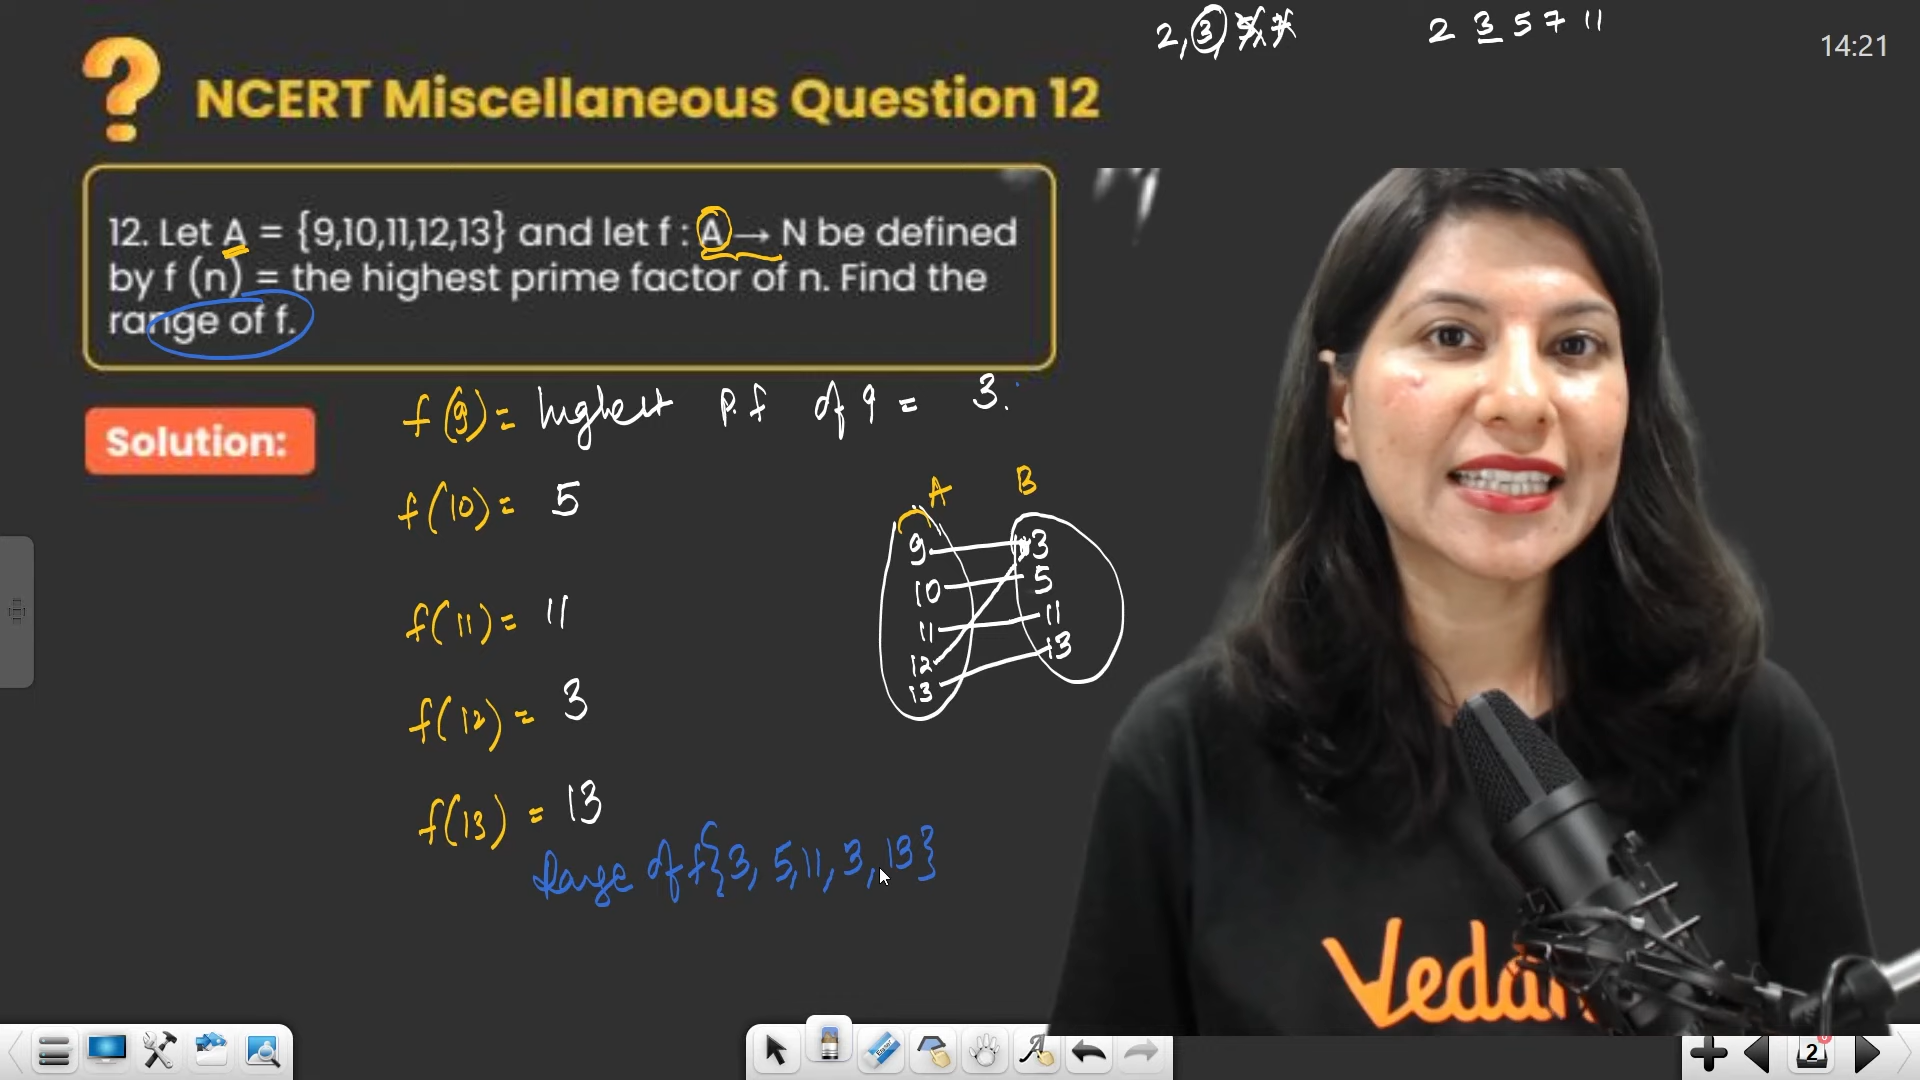 2, 3, 5, 7
2 3 5 7 11
14:21
NCERT Miscellaneous Question 12
12. Let A = {9,10,11,12,13} and let f : A → N be defined
by f (n) = the highest prime factor of n. Find the
range of f.
Solution:
f(9) = highest P.f of 9 = 3.
f(10) = 5
f(11) = 11
f(12) = 3
f(13) = 13
A B
9 3
10 5
11 11
12 13
13
Range of f {3, 5, 11, 3, 13}
2